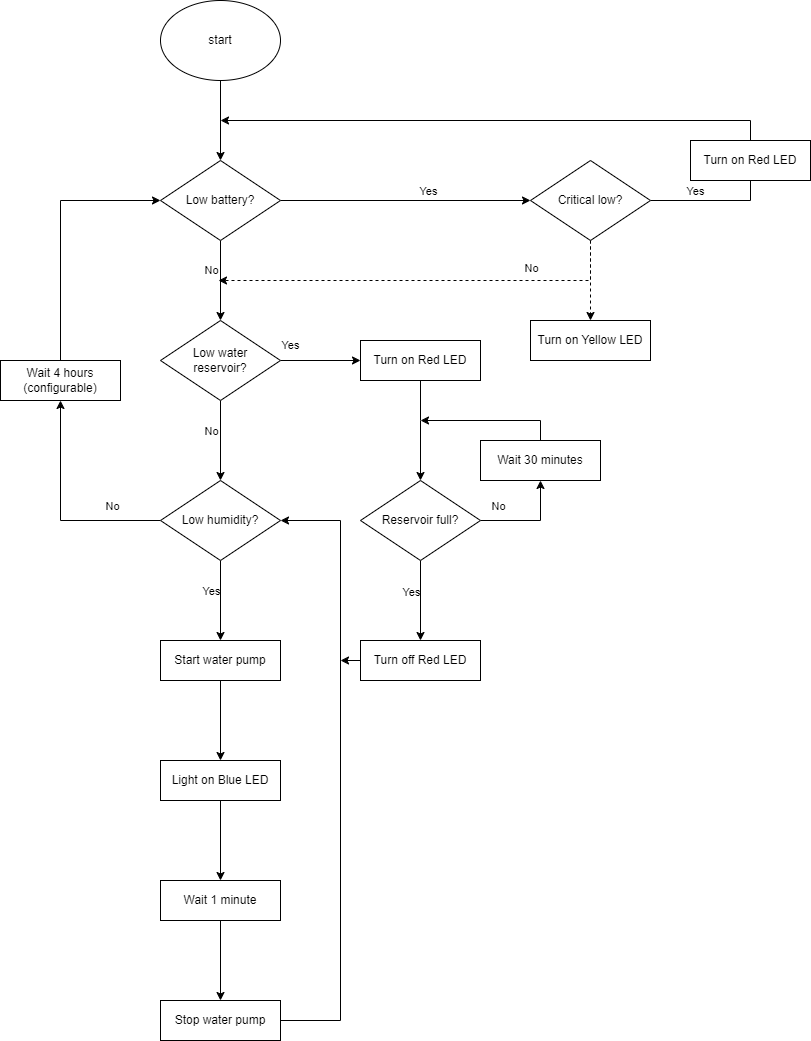 start
Turn on Red LED
Low battery?
Yes
Critical low?
Yes
No
No
Turn on Yellow LED
Low water
reservoir?
Yes
Turn on Red LED
Wait 4 hours
(configurable)
No
Wait 30 minutes
No
Low humidity?
Reservoir full?
No
Yes
Yes
Start water pump
Turn off Red LED
Light on Blue LED
Wait 1 minute
Stop water pump